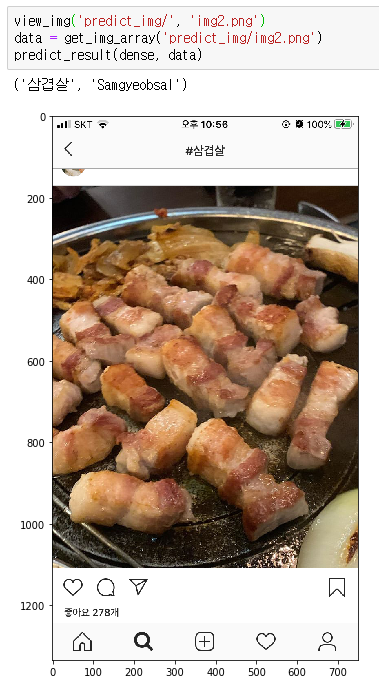 view_img('predict_img/', 'img2.png')
data = get_img_array('predict_img/img2.png')
predict_result(dense, data)
('삼겹살', 'Samgyeobsal')
0
200
400
600
800
1000
1200
SKT 오후 10:56 100%
#삼겹살
좋아요 278개
0 100 200 300 400 500 600 700